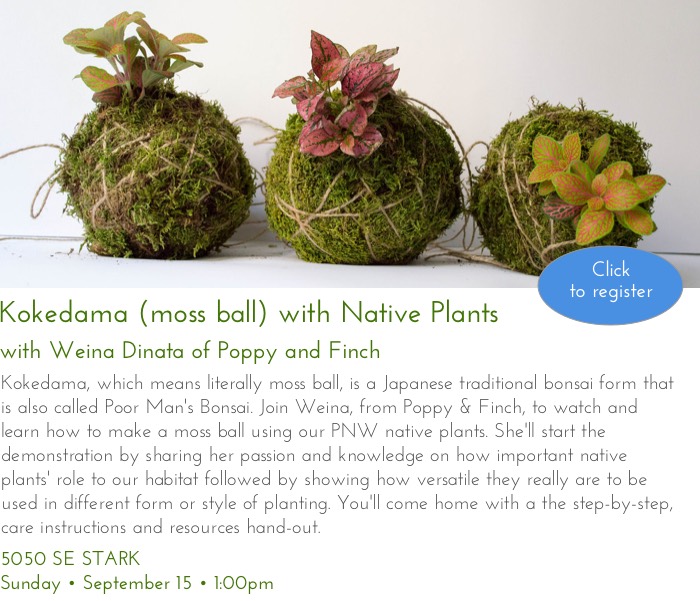 Click
to register
Kokedama (moss ball) with Native Plants
with Weina Dinata of Poppy and Finch
Kokedama, which means literally moss ball, is a Japanese traditional bonsai form that
is also called Poor Man's Bonsai. Join Weina, from Poppy & Finch, to watch and
learn how to make a moss ball using our PNW native plants. She'll start the
demonstration by sharing her passion and knowledge on how important native
plants' role to our habitat followed by showing how versatile they really are to be
used in different form or style of planting. You'll come home with a the step-by-step,
care instructions and resources hand-out.
5050 SE STARK
Sunday • September 15 • 1:00pm